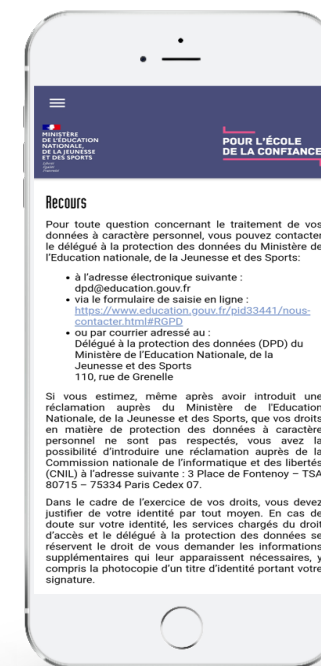 MINISTÈRE
DE L'ÉDUCATION
NATIONALE,
DE LA JEUNESSE
ET DES SPORTS
POUR L'ÉCOLE
DE LA CONFIANCE
Recours
Pour toute question concernant le traitement de vos
données à caractère personnel, vous pouvez contacter
le délégué à la protection des données du Ministère de
l'Education nationale, de la Jeunesse et des Sports:
• à l'adresse électronique suivante :
dpd@education.gouv.fr
• via le formulaire de saisie en ligne :
https://www.education.gouv.fr/pid33441/nous-
contacter.html#RGPD
• ou par courrier adressé au :
Délégué à la protection des données (DPD) du
Ministère de l'Education Nationale, de la
Jeunesse et des Sports
110, rue de Grenelle
Si vous estimez, même après avoir introduit une
réclamation auprès du Ministère de l'Education
Nationale, de la Jeunesse et des Sports, que vos droits
en matière de protection des données à caractère
personnel ne sont pas respectés, vous avez la
possibilité d'introduire une réclamation auprès de la
Commission nationale de l'informatique et des libertés
(CNIL) à l'adresse suivante : 3 Place de Fontenoy – TSA
80715 – 75334 Paris Cedex 07.
Dans le cadre de l'exercice de vos droits, vous devez
justifier de votre identité par tout moyen. En cas de
doute sur votre identité, les services chargés du droit
d'accès et le délégué à la protection des données se
réservent le droit de vous demander les informations
supplémentaires qui leur apparaissent nécessaires, y
compris la photocopie d'un titre d'identité portant votre
signature.